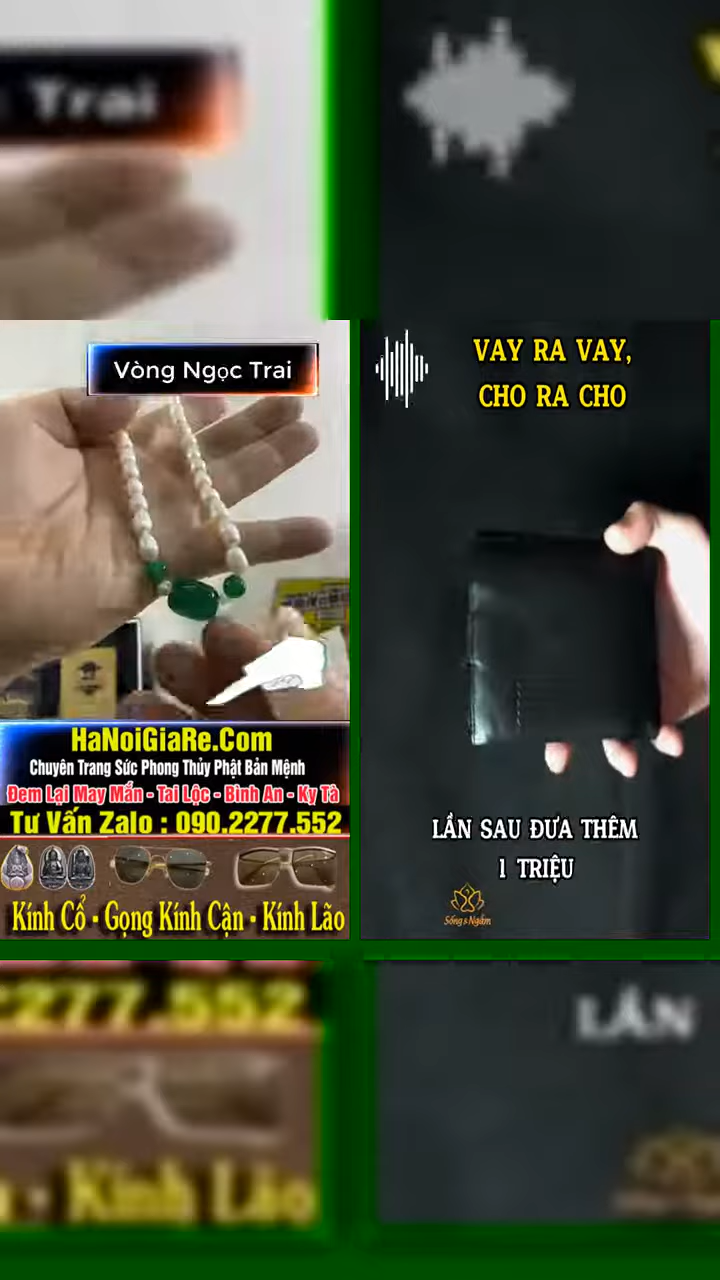 Trai
Vòng Ngọc Trai
HaNoiGiaRe.Com
Chuyên Trang Sức Phong Thủy Phật Bản Mệnh
Đem Lại May Mắn - Tài Lộc - Bình An - Kỵ Tà
Tư Vấn Zalo : 090.2277.552
Kính Cổ - Gọng Kính Cận - Kính Lão
VAY RA VAY,
CHO RA CHO
LẦN SAU ĐƯA THÊM
1 TRIỆU
Sống & Ngẫm
2277.552
LẦN
- Kính Lão